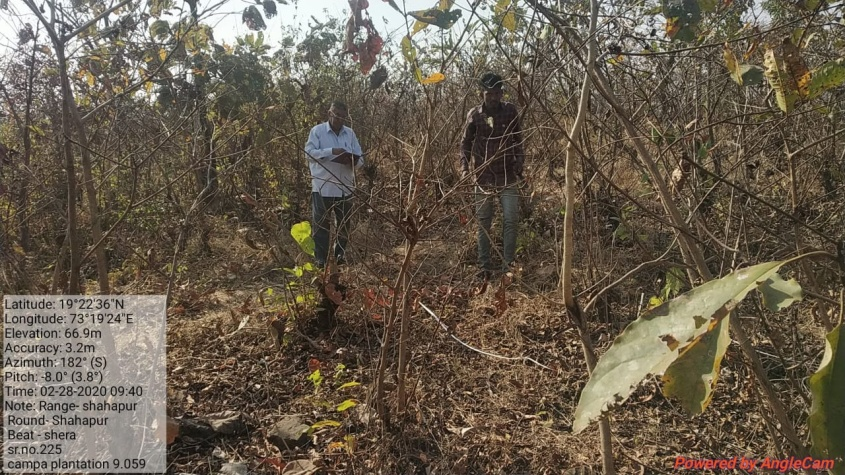 Latitude: 19°22'36"N
Longitude: 73°19'24"E
Elevation: 66.9m
Accuracy: 3.2m
Azimuth: 182° (S)
Pitch: -8.0° (3.8°)
Time: 02-28-2020 09:40
Note: Range- shahapur
Round- Shahapur
Beat - shera
sr.no.225
campa plantation 9.059
Powered by AngleCam